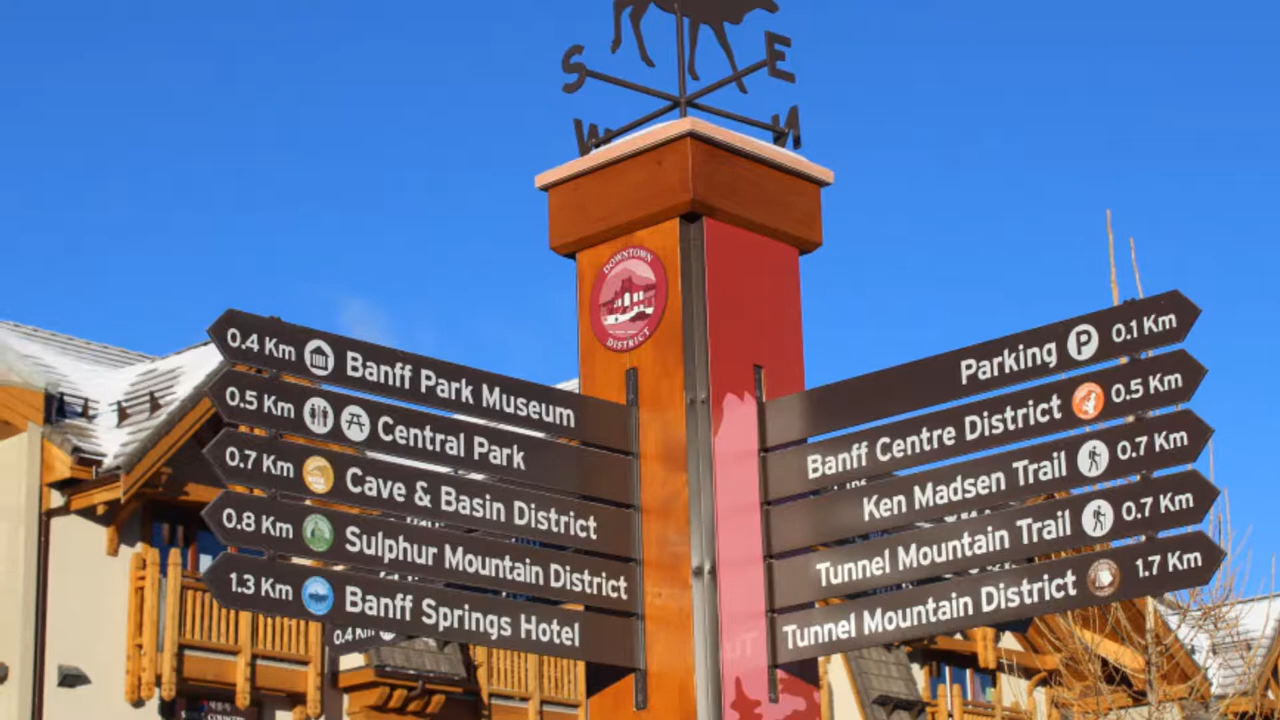 S
E
W
N
DOWNTOWN
DISTRICT
0.4 Km Banff Park Museum
0.5 Km Central Park
0.7 Km Cave & Basin District
0.8 Km Sulphur Mountain District
1.3 Km Banff Springs Hotel
Parking P 0.1 Km
Banff Centre District 0.5 Km
Ken Madsen Trail 0.7 Km
Tunnel Mountain Trail 0.7 Km
Tunnel Mountain District 1.7 Km
0.4